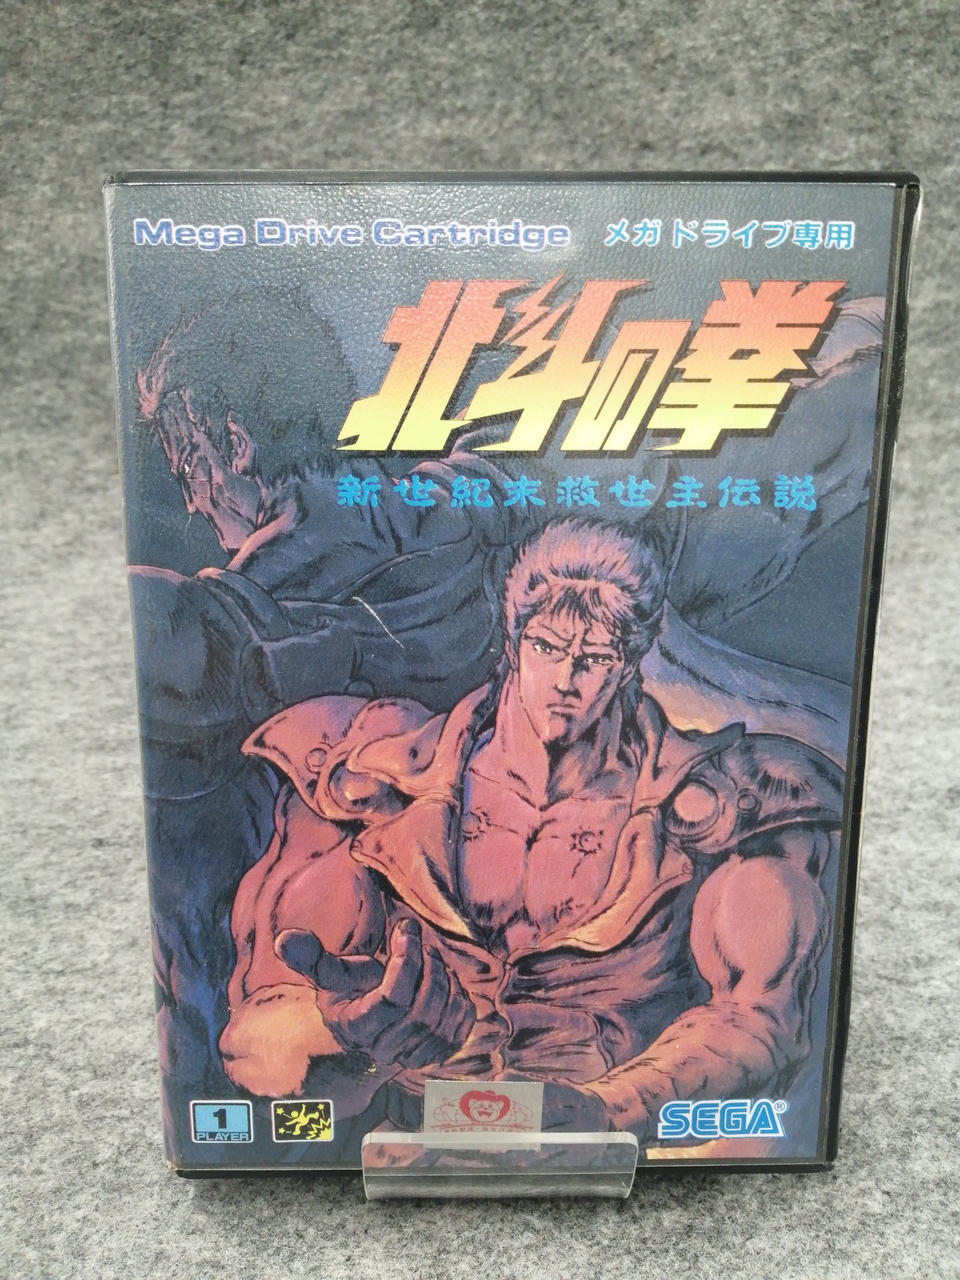 Mega Drive Cartridge メガドライブ専用
北斗の拳
新世紀末救世主伝説
1
PLAYER
SEGA®